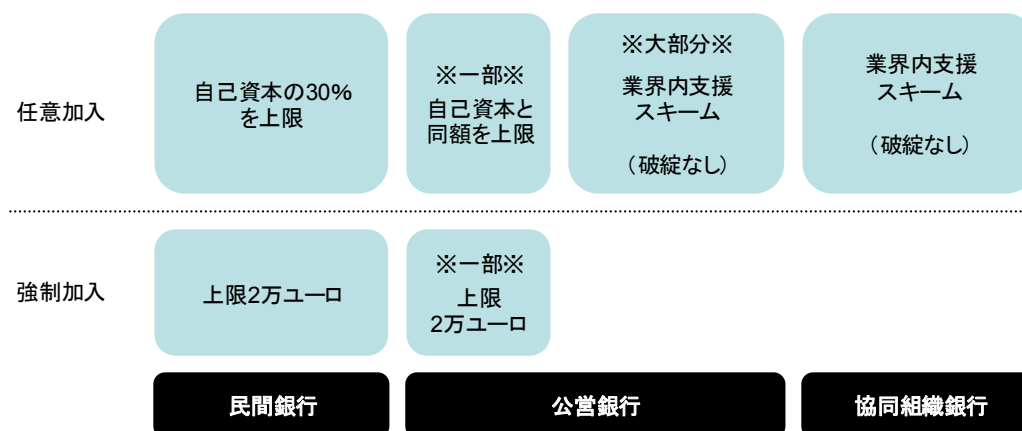 任意加入
自己資本の30%
を上限
※一部※
自己資本と
同額を上限
※大部分※
業界内支援
スキーム
（破綻なし）
業界内支援
スキーム
（破綻なし）
強制加入
上限2万ユーロ
※一部※
上限
2万ユーロ
民間銀行
公営銀行
協同組織銀行